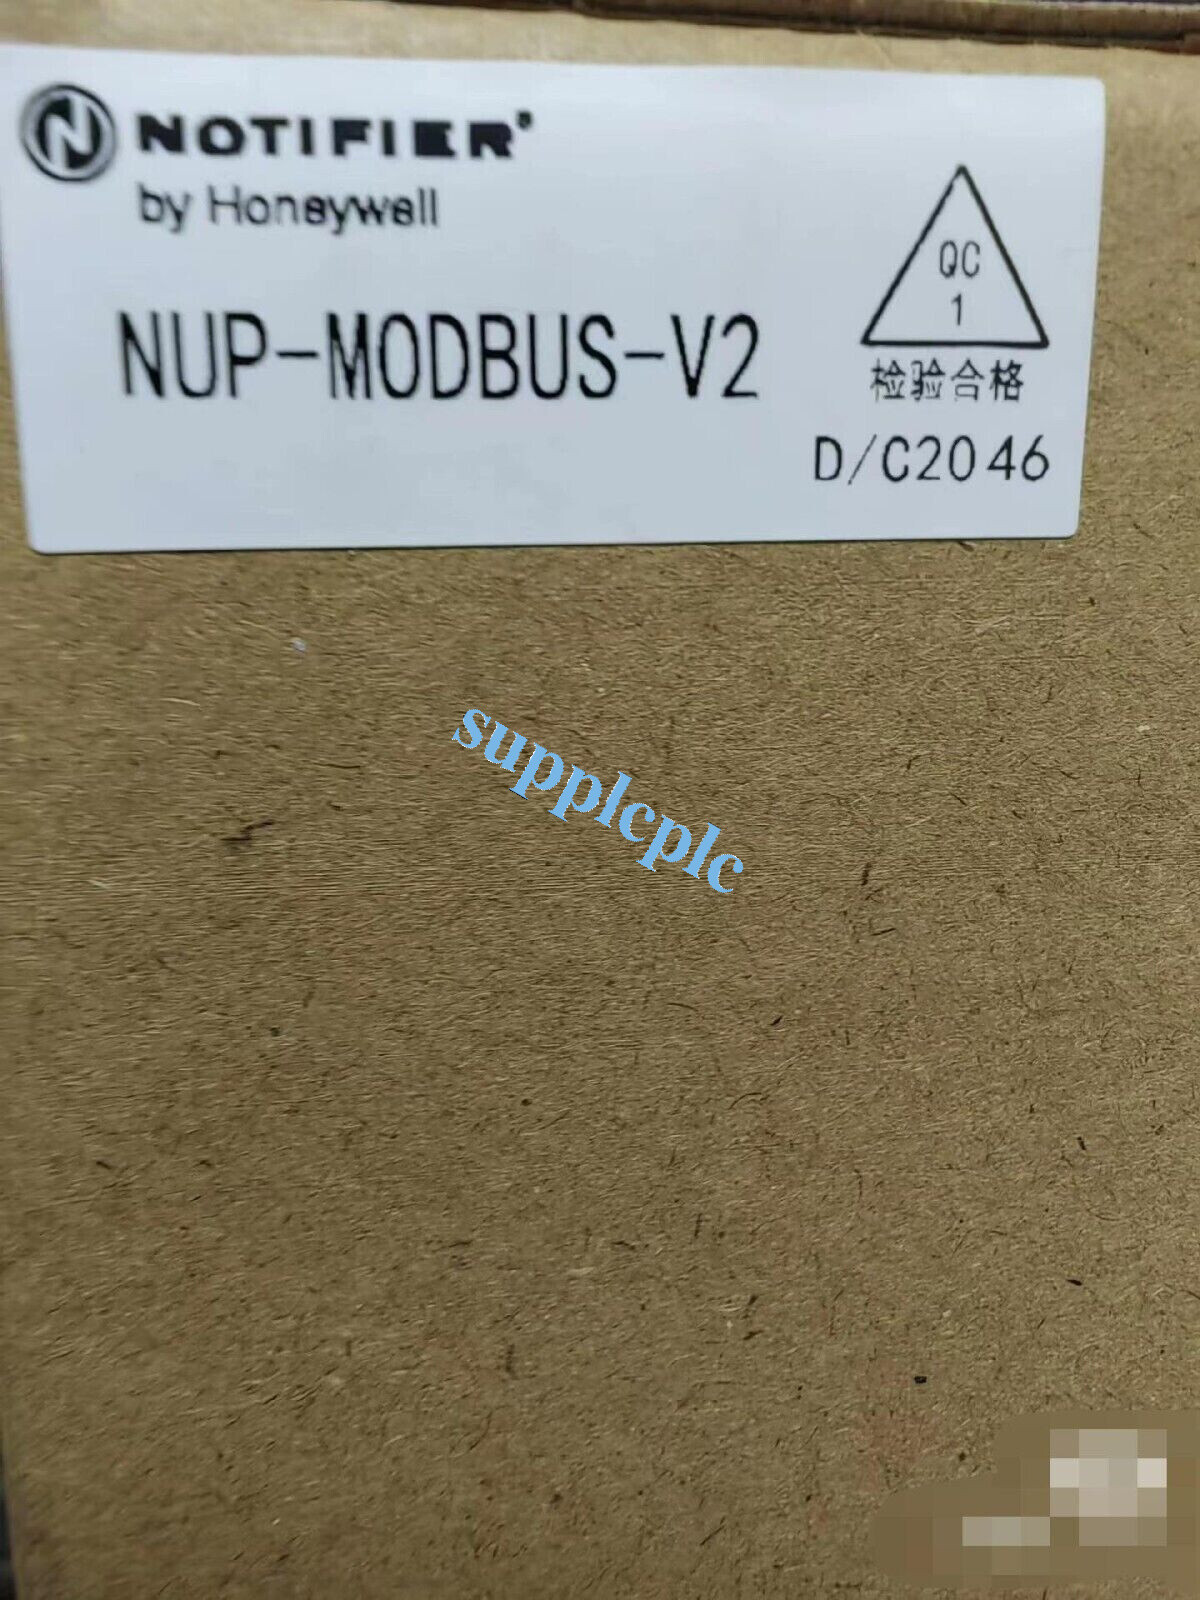 NOTIFIER
by Honeywell
NUP-MODBUS-V2
QC
1
检验合格
D/C2046
supplcplc